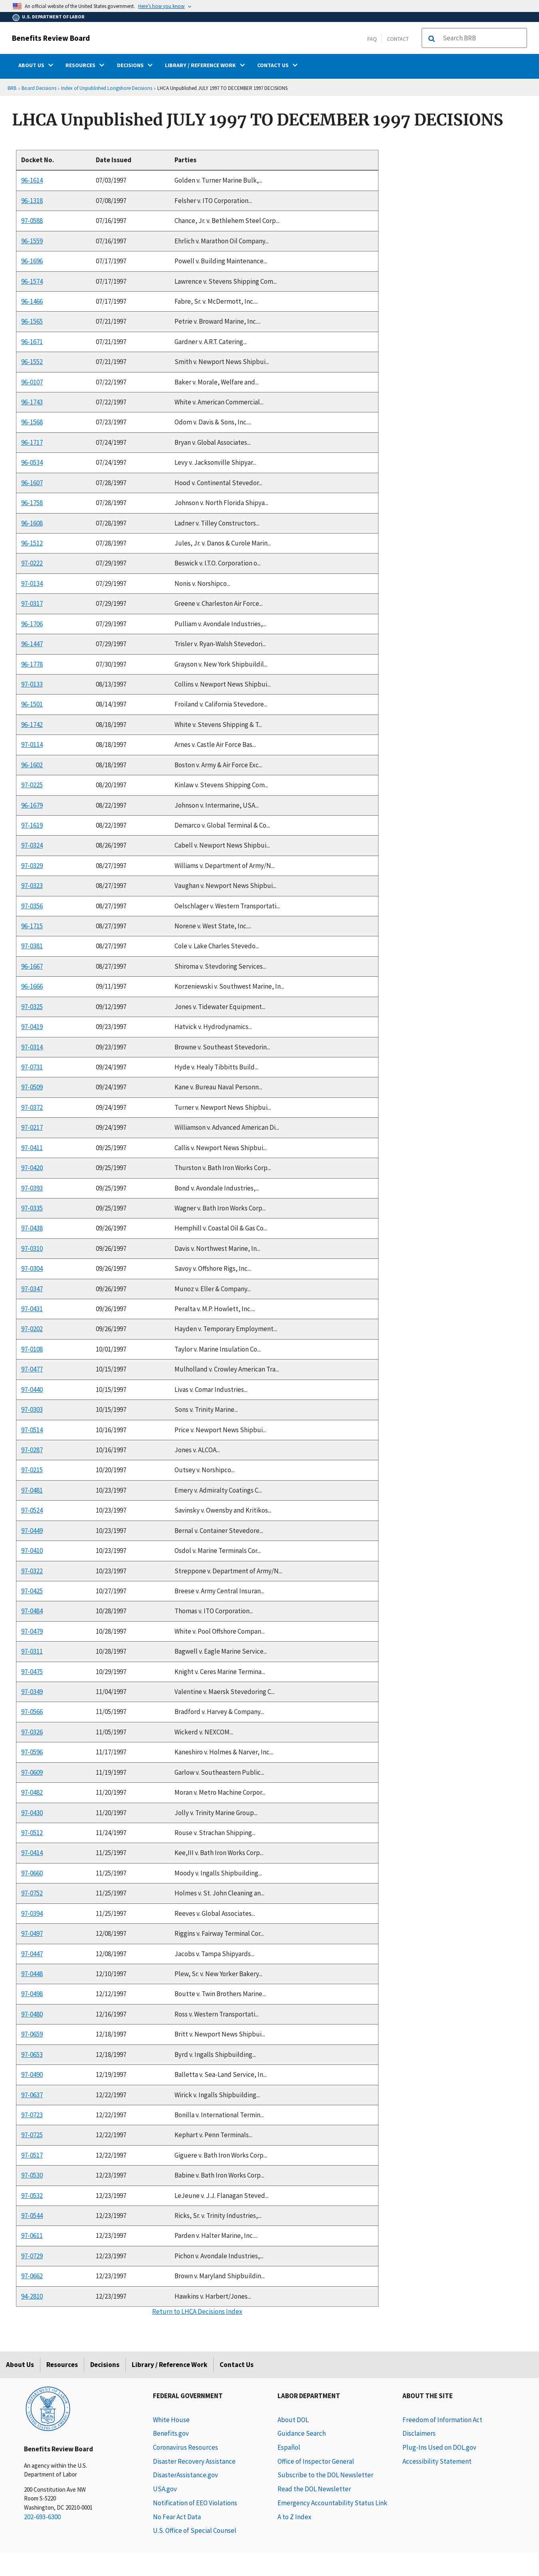 An official website of the United States government. Here's how you know
U.S. DEPARTMENT OF LABOR
Benefits Review Board
FAQ
CONTACT
Search BRB
ABOUT US
RESOURCES
DECISIONS
LIBRARY / REFERENCE WORK
CONTACT US
BRB › Board Decisions › Index of Unpublished Longshore Decisions › LHCA Unpublished JULY 1997 TO DECEMBER 1997 DECISIONS
LHCA Unpublished JULY 1997 TO DECEMBER 1997 DECISIONS
Docket No. Date Issued Parties
96-1614 07/03/1997 Golden v. Turner Marine Bulk,...
96-1318 07/08/1997 Felsher v. ITO Corporation...
97-0588 07/16/1997 Chance, Jr. v. Bethlehem Steel Corp...
96-1559 07/16/1997 Ehrlich v. Marathon Oil Company...
96-1696 07/17/1997 Powell v. Building Maintenance...
96-1574 07/17/1997 Lawrence v. Stevens Shipping Com...
96-1466 07/17/1997 Fabre, Sr. v. McDermott, Inc....
96-1565 07/21/1997 Petrie v. Broward Marine, Inc....
96-1671 07/21/1997 Gardner v. A.R.T. Catering...
96-1552 07/21/1997 Smith v. Newport News Shipbui...
96-0107 07/22/1997 Baker v. Morale, Welfare and...
96-1743 07/22/1997 White v. American Commercial...
96-1568 07/23/1997 Odom v. Davis & Sons, Inc....
96-1717 07/24/1997 Bryan v. Global Associates...
96-0534 07/24/1997 Levy v. Jacksonville Shipyar...
96-1607 07/28/1997 Hood v. Continental Stevedor...
96-1758 07/28/1997 Johnson v. North Florida Shipya...
96-1608 07/28/1997 Ladner v. Tilley Constructors...
96-1512 07/28/1997 Jules, Jr. v. Danos & Curole Marin...
97-0222 07/29/1997 Beswick v. I.T.O. Corporation o...
97-0134 07/29/1997 Nonis v. Norshipco...
97-0317 07/29/1997 Greene v. Charleston Air Force...
96-1706 07/29/1997 Pulliam v. Avondale Industries,...
96-1447 07/29/1997 Trisler v. Ryan-Walsh Stevedori...
96-1778 07/30/1997 Grayson v. New York Shipbuildil...
97-0133 08/13/1997 Collins v. Newport News Shipbui...
96-1501 08/14/1997 Froiland v. California Stevedore...
96-1742 08/18/1997 White v. Stevens Shipping & T...
97-0114 08/18/1997 Arnes v. Castle Air Force Bas...
96-1602 08/18/1997 Boston v. Army & Air Force Exc...
97-0225 08/20/1997 Kinlaw v. Stevens Shipping Com...
96-1679 08/22/1997 Johnson v. Intermarine, USA...
97-1619 08/22/1997 Demarco v. Global Terminal & Co...
97-0324 08/26/1997 Cabell v. Newport News Shipbui...
97-0329 08/27/1997 Williams v. Department of Army/N...
97-0323 08/27/1997 Vaughan v. Newport News Shipbui...
97-0356 08/27/1997 Oelschlager v. Western Transportati...
96-1715 08/27/1997 Norene v. West State, Inc....
97-0381 08/27/1997 Cole v. Lake Charles Stevedo...
96-1667 08/27/1997 Shiroma v. Stevdoring Services...
96-1666 09/11/1997 Korzeniewski v. Southwest Marine, In...
97-0325 09/12/1997 Jones v. Tidewater Equipment...
97-0419 09/23/1997 Hatvick v. Hydrodynamics...
97-0314 09/23/1997 Browne v. Southeast Stevedorin...
97-0731 09/24/1997 Hyde v. Healy Tibbitts Build...
97-0509 09/24/1997 Kane v. Bureau Naval Personn...
97-0372 09/24/1997 Turner v. Newport News Shipbui...
97-0217 09/24/1997 Williamson v. Advanced American Di...
97-0411 09/25/1997 Callis v. Newport News Shipbui...
97-0420 09/25/1997 Thurston v. Bath Iron Works Corp...
97-0393 09/25/1997 Bond v. Avondale Industries,...
97-0335 09/25/1997 Wagner v. Bath Iron Works Corp...
97-0438 09/26/1997 Hemphill v. Coastal Oil & Gas Co...
97-0310 09/26/1997 Davis v. Northwest Marine, In...
97-0304 09/26/1997 Savoy v. Offshore Rigs, Inc....
97-0347 09/26/1997 Munoz v. Eller & Company...
97-0431 09/26/1997 Peralta v. M.P. Howlett, Inc....
97-0202 09/26/1997 Hayden v. Temporary Employment...
97-0108 10/01/1997 Taylor v. Marine Insulation Co...
97-0477 10/15/1997 Mulholland v. Crowley American Tra...
97-0440 10/15/1997 Livas v. Comar Industries...
97-0303 10/15/1997 Sons v. Trinity Marine...
97-0514 10/16/1997 Price v. Newport News Shipbui...
97-0287 10/16/1997 Jones v. ALCOA...
97-0215 10/20/1997 Outsey v. Norshipco...
97-0481 10/23/1997 Emery v. Admiralty Coatings C...
97-0524 10/23/1997 Savinsky v. Owensby and Kritikos...
97-0449 10/23/1997 Bernal v. Container Stevedore...
97-0410 10/23/1997 Osdol v. Marine Terminals Cor...
97-0322 10/23/1997 Streppone v. Department of Army/N...
97-0425 10/27/1997 Breese v. Army Central Insuran...
97-0484 10/28/1997 Thomas v. ITO Corporation...
97-0479 10/28/1997 White v. Pool Offshore Compan...
97-0311 10/28/1997 Bagwell v. Eagle Marine Service...
97-0475 10/29/1997 Knight v. Ceres Marine Termina...
97-0349 11/04/1997 Valentine v. Maersk Stevedoring C...
97-0566 11/05/1997 Bradford v. Harvey & Company...
97-0326 11/05/1997 Wickerd v. NEXCOM...
97-0596 11/17/1997 Kaneshiro v. Holmes & Narver, Inc...
97-0609 11/19/1997 Garlow v. Southeastern Public...
97-0482 11/20/1997 Moran v. Metro Machine Corpor...
97-0430 11/20/1997 Jolly v. Trinity Marine Group...
97-0512 11/24/1997 Rouse v. Strachan Shipping...
97-0414 11/25/1997 Kee,III v. Bath Iron Works Corp...
97-0660 11/25/1997 Moody v. Ingalls Shipbuilding...
97-0752 11/25/1997 Holmes v. St. John Cleaning an...
97-0394 11/25/1997 Reeves v. Global Associates...
97-0497 12/08/1997 Riggins v. Fairway Terminal Cor...
97-0447 12/08/1997 Jacobs v. Tampa Shipyards...
97-0448 12/10/1997 Plew, Sr. v. New Yorker Bakery...
97-0498 12/12/1997 Boutte v. Twin Brothers Marine...
97-0480 12/16/1997 Ross v. Western Transportati...
97-0659 12/18/1997 Britt v. Newport News Shipbui...
97-0653 12/18/1997 Byrd v. Ingalls Shipbuilding...
97-0490 12/19/1997 Balletta v. Sea-Land Service, In...
97-0637 12/22/1997 Wirick v. Ingalls Shipbuilding...
97-0723 12/22/1997 Bonilla v. International Termin...
97-0725 12/22/1997 Kephart v. Penn Terminals...
97-0517 12/22/1997 Giguere v. Bath Iron Works Corp...
97-0530 12/23/1997 Babine v. Bath Iron Works Corp...
97-0532 12/23/1997 LeJeune v. J.J. Flanagan Steved...
97-0544 12/23/1997 Ricks, Sr. v. Trinity Industries,...
97-0611 12/23/1997 Parden v. Halter Marine, Inc....
97-0729 12/23/1997 Pichon v. Avondale Industries,...
97-0662 12/23/1997 Brown v. Maryland Shipbuildin...
94-2810 12/23/1997 Hawkins v. Harbert/Jones...
Return to LHCA Decisions Index
About Us
Resources
Decisions
Library / Reference Work
Contact Us
Benefits Review Board
An agency within the U.S.
Department of Labor
200 Constitution Ave NW
Room S-5220
Washington, DC 20210-0001
202-693-6300
FEDERAL GOVERNMENT
White House
Benefits.gov
Coronavirus Resources
Disaster Recovery Assistance
DisasterAssistance.gov
USA.gov
Notification of EEO Violations
No Fear Act Data
U.S. Office of Special Counsel
LABOR DEPARTMENT
About DOL
Guidance Search
Español
Office of Inspector General
Subscribe to the DOL Newsletter
Read the DOL Newsletter
Emergency Accountability Status Link
A to Z Index
ABOUT THE SITE
Freedom of Information Act
Disclaimers
Plug-Ins Used on DOL.gov
Accessibility Statement